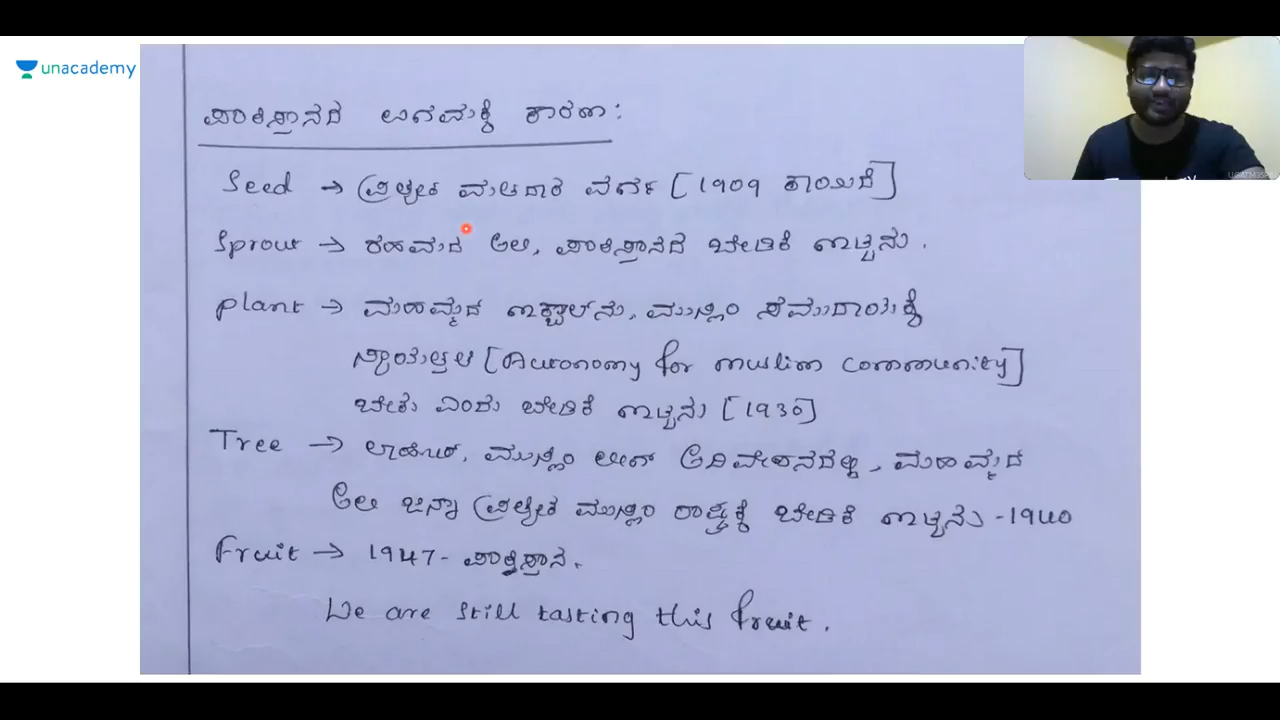 unacademy
ಪಾಕಿಸ್ತಾನದ ಉಗಮಕ್ಕೆ ಕಾರಣ:
Seed → ಪ್ರತ್ಯೇಕ ಮತದಾರ ವರ್ಗ [1909 ಕಾಯಿದೆ]
Sprout → ರಹಮತ ಅಲಿ, ಪಾಕಿಸ್ತಾನದ ಬೇಡಿಕೆ ಇಟ್ಟನು.
plant → ಮಹಮ್ಮದ ಇಕ್ಬಾಲ್‌ನು, ಮುಸ್ಲಿಂ ಸಮುದಾಯಕ್ಕೆ
ಸ್ವಾಯತ್ತತೆ [Autonomy for muslim community]
ಬೇಕು ಎಂದು ಬೇಡಿಕೆ ಇಟ್ಟನು [1930]
Tree → ಲಾಹೋರ್, ಮುಸ್ಲಿಂ ಲೀಗ್ ಅಧಿವೇಶನದಲ್ಲಿ, ಮಹಮ್ಮದ
ಅಲಿ ಜಿನ್ನಾ ಪ್ರತ್ಯೇಕ ಮುಸ್ಲಿಂ ರಾಷ್ಟ್ರಕ್ಕೆ ಬೇಡಿಕೆ ಇಟ್ಟನು - 1940
Fruit → 1947 - ಪಾಕಿಸ್ತಾನ.
We are still tasting this fruit.